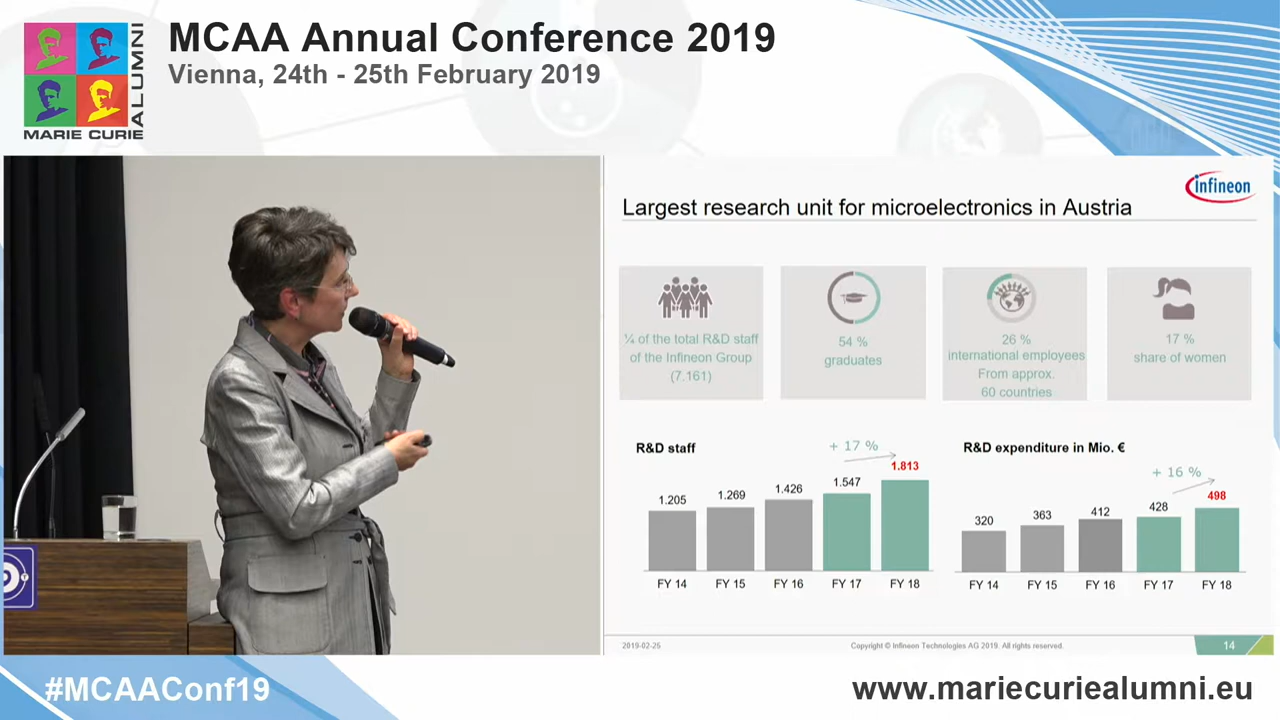 MCAA Annual Conference 2019
Vienna, 24th - 25th February 2019
MARIE CURIE
ALUMNI
infineon
Largest research unit for microelectronics in Austria
¼ of the total R&D staff
of the Infineon Group
(7.161)
54 %
graduates
26 %
international employees
From approx.
60 countries
17 %
share of women
R&D staff
+ 17 %
1.205
1.269
1.426
1.547
1.813
FY 14
FY 15
FY 16
FY 17
FY 18
R&D expenditure in Mio. €
+ 16 %
320
363
412
428
498
FY 14
FY 15
FY 16
FY 17
FY 18
2019-02-25
Copyright © Infineon Technologies AG 2019. All rights reserved.
14
#MCAAConf19
www.mariecuriealumni.eu